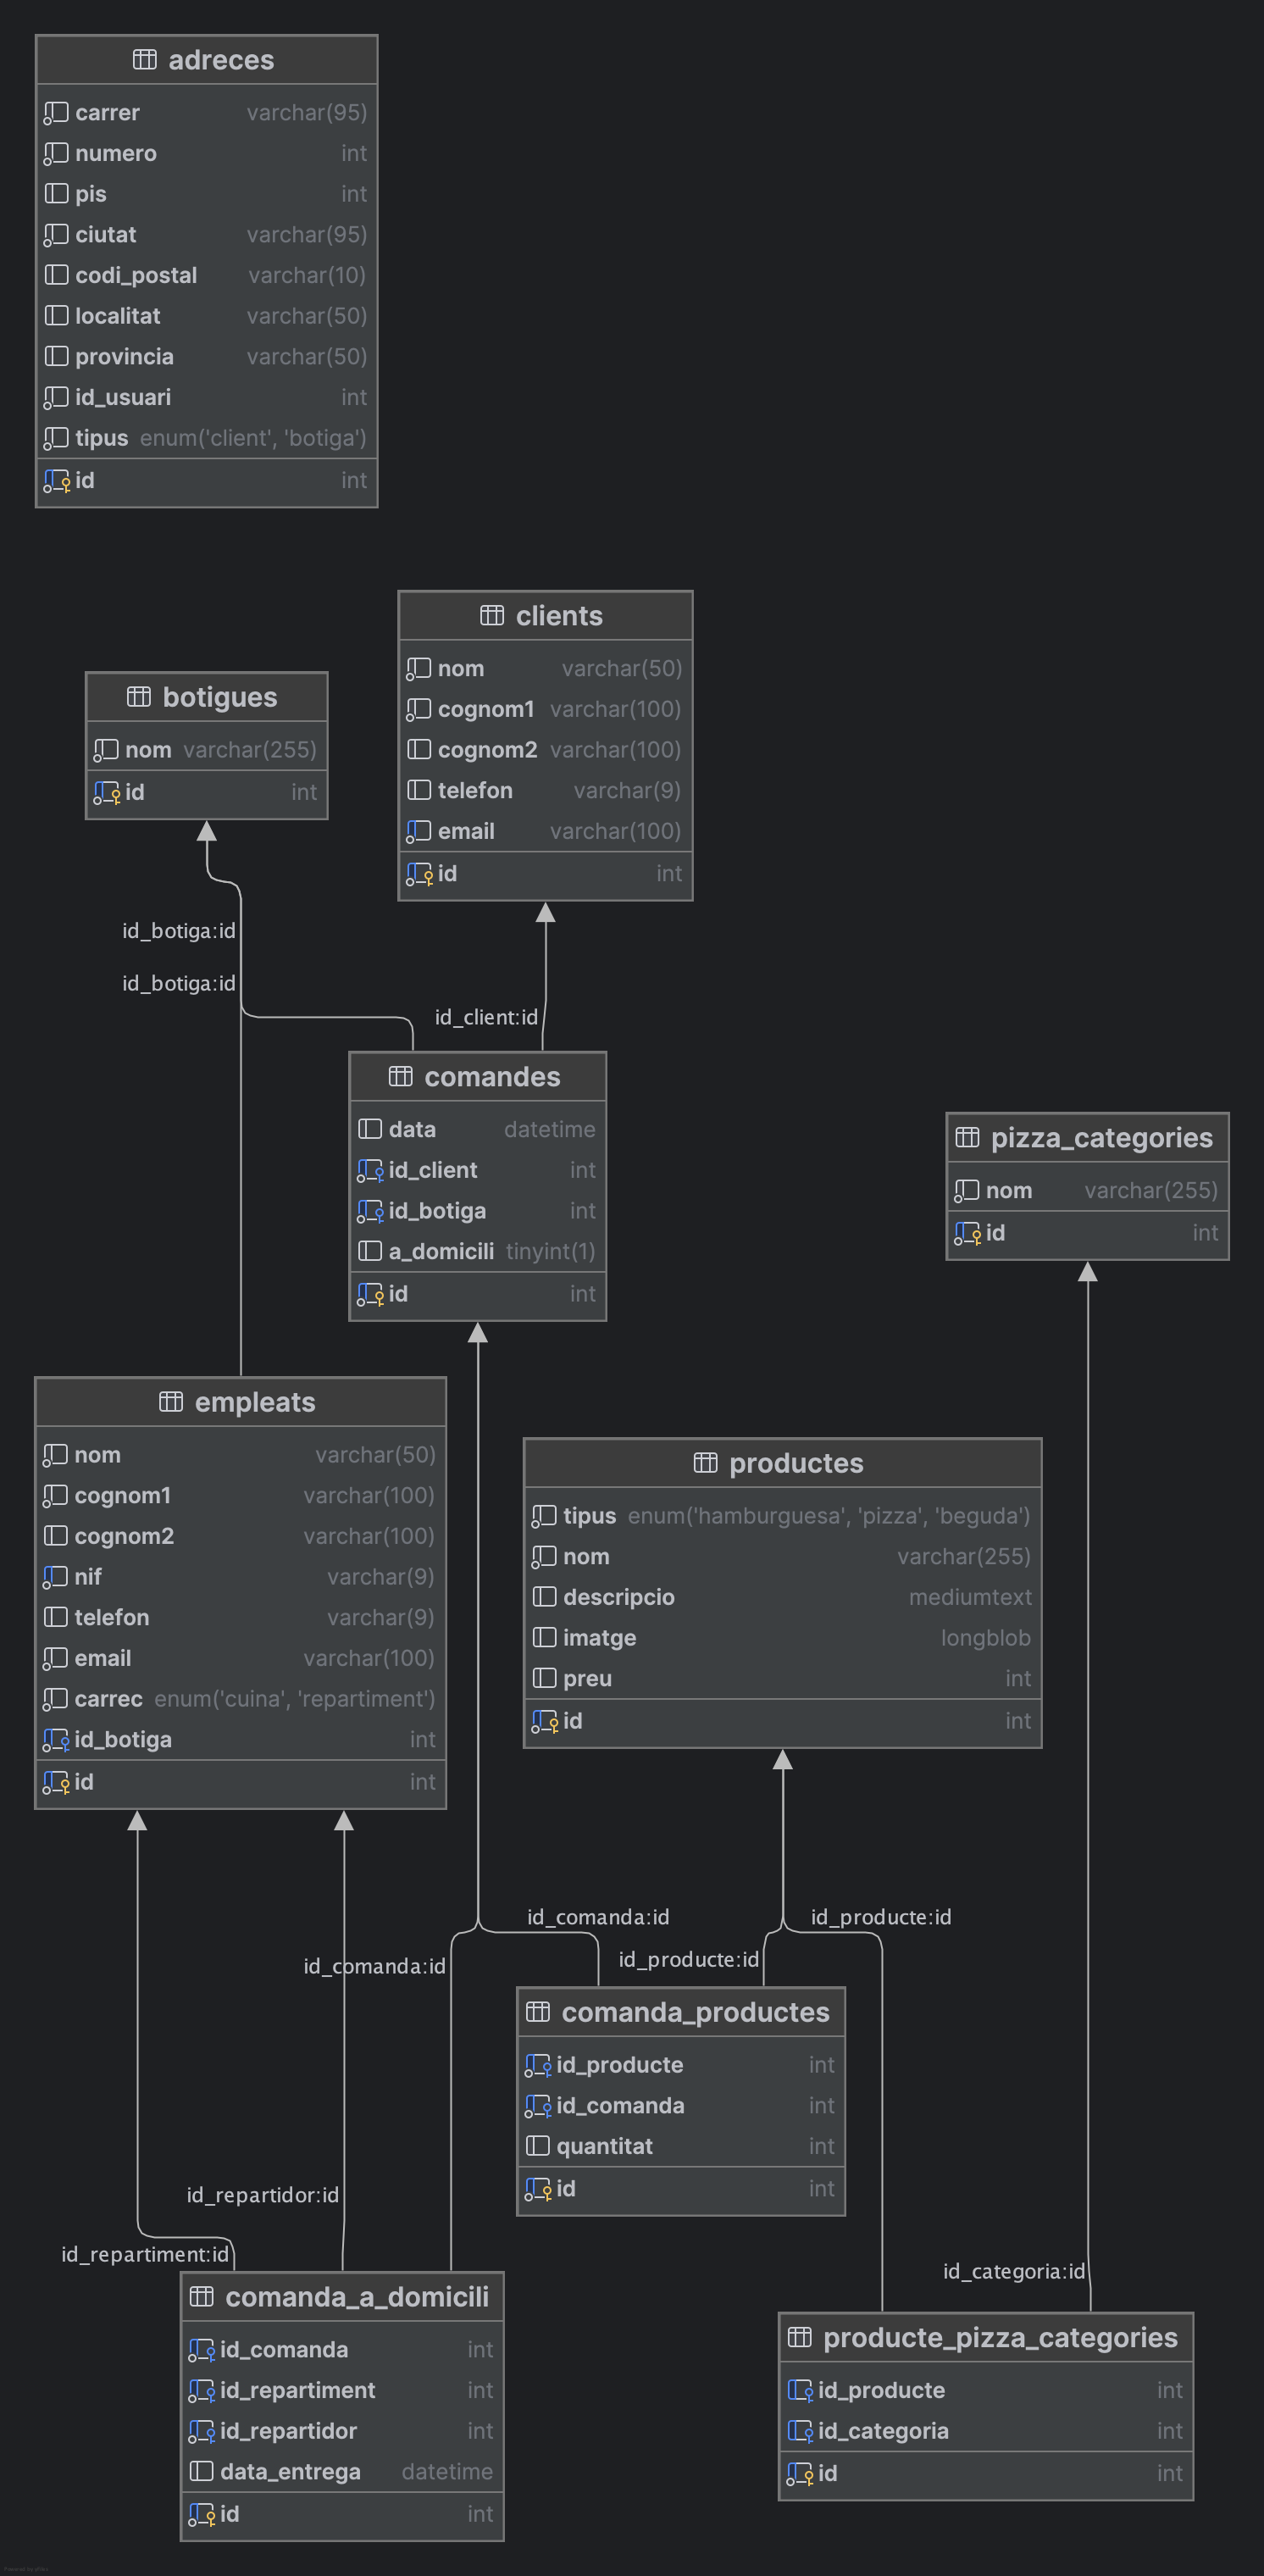 adreces
carrer varchar(95)
numero int
pis int
ciutat varchar(95)
codi_postal varchar(10)
localitat varchar(50)
provincia varchar(50)
id_usuari int
tipus enum('client', 'botiga')
id int
clients
nom varchar(50)
cognom1 varchar(100)
cognom2 varchar(100)
telefon varchar(9)
email varchar(100)
id int
botigues
nom varchar(255)
id int
id_botiga:id
id_botiga:id
id_client:id
comandes
data datetime
id_client int
id_botiga int
a_domicili tinyint(1)
id int
pizza_categories
nom varchar(255)
id int
empleats
nom varchar(50)
cognom1 varchar(100)
cognom2 varchar(100)
nif varchar(9)
telefon varchar(9)
email varchar(100)
carrec enum('cuina', 'repartiment')
id_botiga int
id int
productes
tipus enum('hamburguesa', 'pizza', 'beguda')
nom varchar(255)
descripcio mediumtext
imatge longblob
preu int
id int
id_comanda:id
id_producte:id
id_comanda:id
id_producte:id
comanda_productes
id_producte int
id_comanda int
quantitat int
id int
id_repartidor:id
id_repartiment:id
id_categoria:id
comanda_a_domicili
id_comanda int
id_repartiment int
id_repartidor int
data_entrega datetime
id int
producte_pizza_categories
id_producte int
id_categoria int
id int